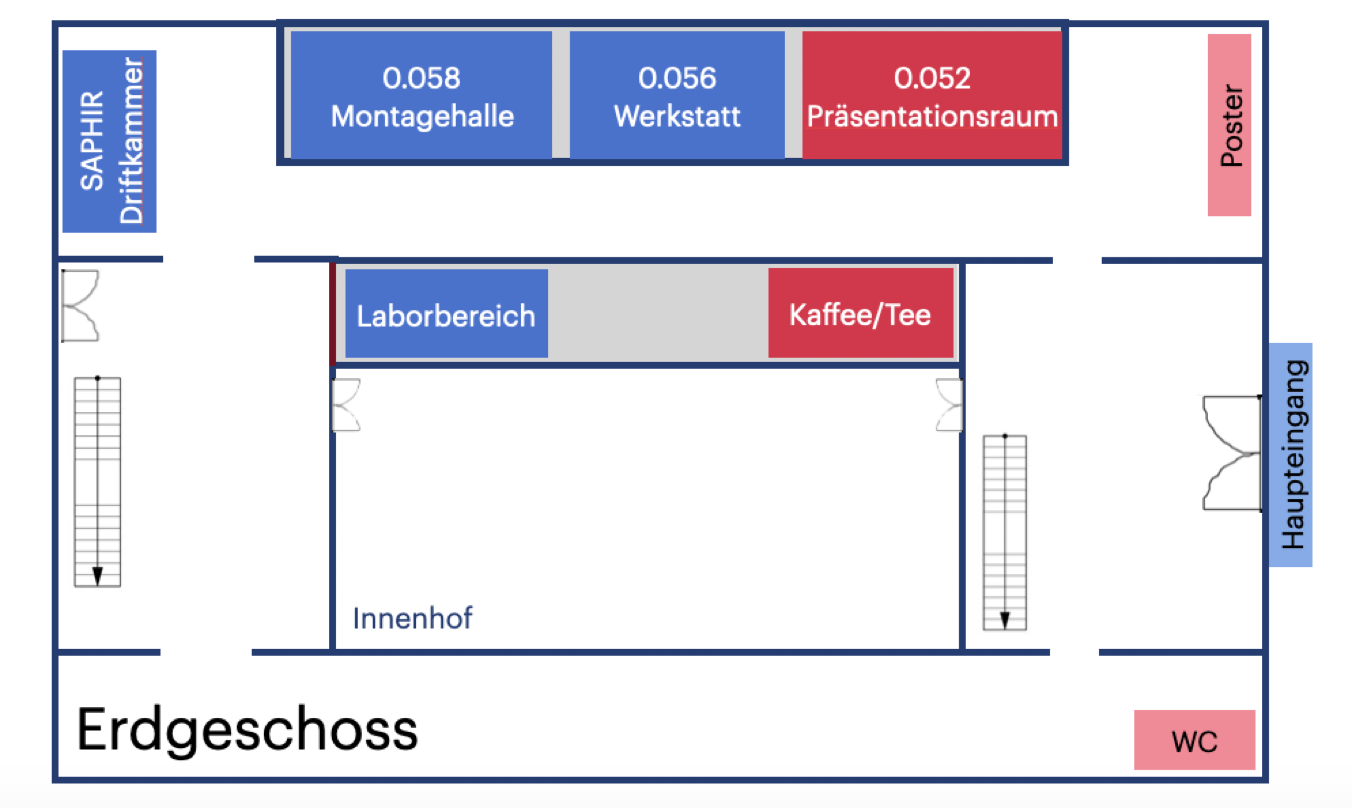 SAPHIR
Driftkammer
0.058
Montagehalle
0.056
Werkstatt
0.052
Präsentationsraum
Poster
Laborbereich
Kaffee/Tee
Haupteingang
Innenhof
Erdgeschoss
WC